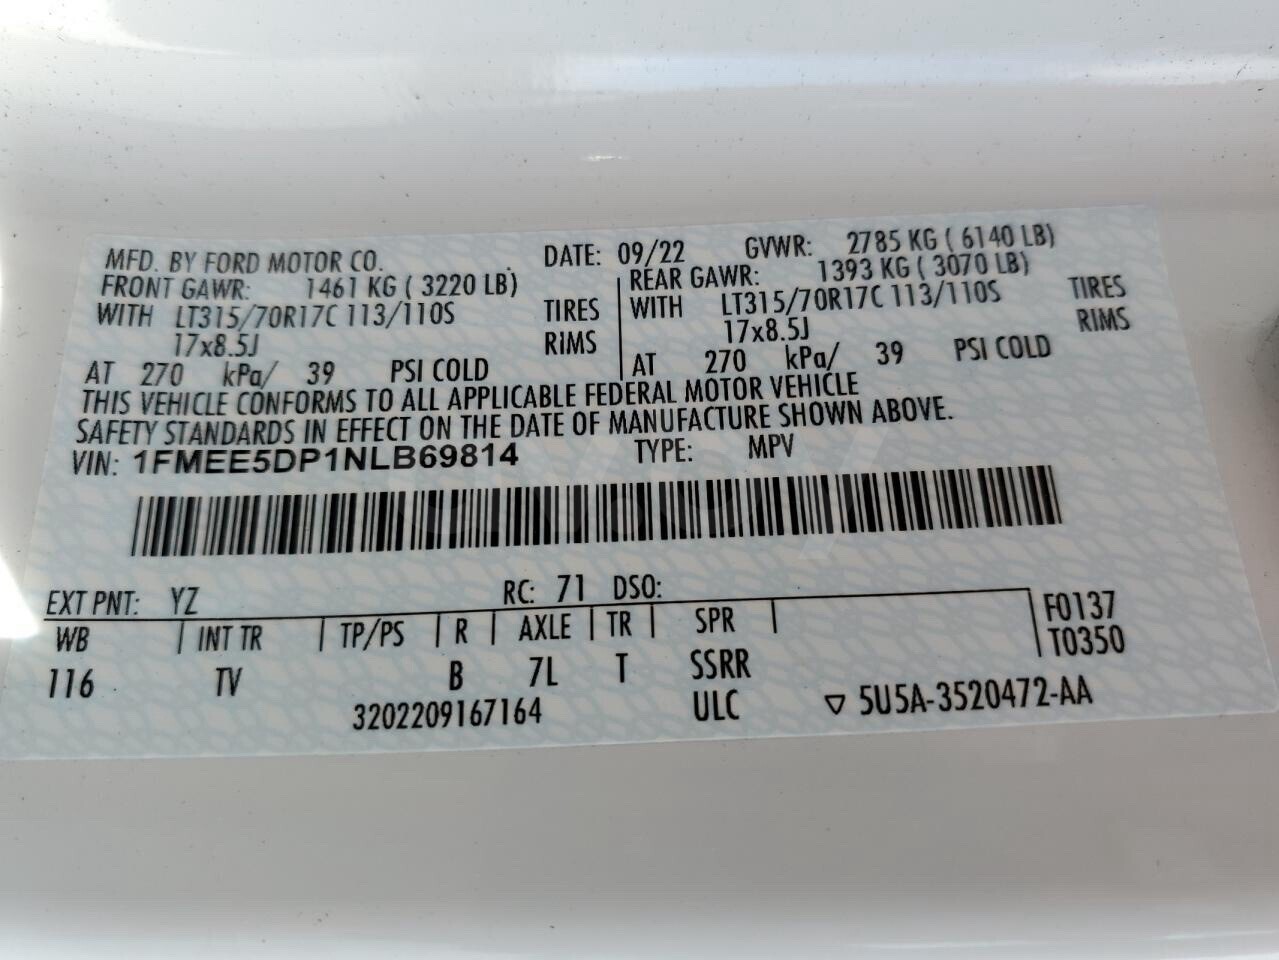 MFD. BY FORD MOTOR CO. DATE: 09/22 GVWR: 2785 KG ( 6140 LB)
FRONT GAWR: 1461 KG ( 3220 LB) REAR GAWR: 1393 KG ( 3070 LB)
WITH LT315/70R17C 113/110S TIRES WITH LT315/70R17C 113/110S TIRES
17x8.5J RIMS 17x8.5J RIMS
AT 270 kPa/ 39 PSI COLD AT 270 kPa/ 39 PSI COLD
THIS VEHICLE CONFORMS TO ALL APPLICABLE FEDERAL MOTOR VEHICLE
SAFETY STANDARDS IN EFFECT ON THE DATE OF MANUFACTURE SHOWN ABOVE.
VIN: 1FMEE5DP1NLB69814 TYPE: MPV
EXT PNT: YZ RC: 71 DSO:
WB INT TR TP/PS R AXLE TR SPR F0137
T0350
116 TV B 7L T SSRR
3202209167164 ULC ▽ 5U5A-3520472-AA